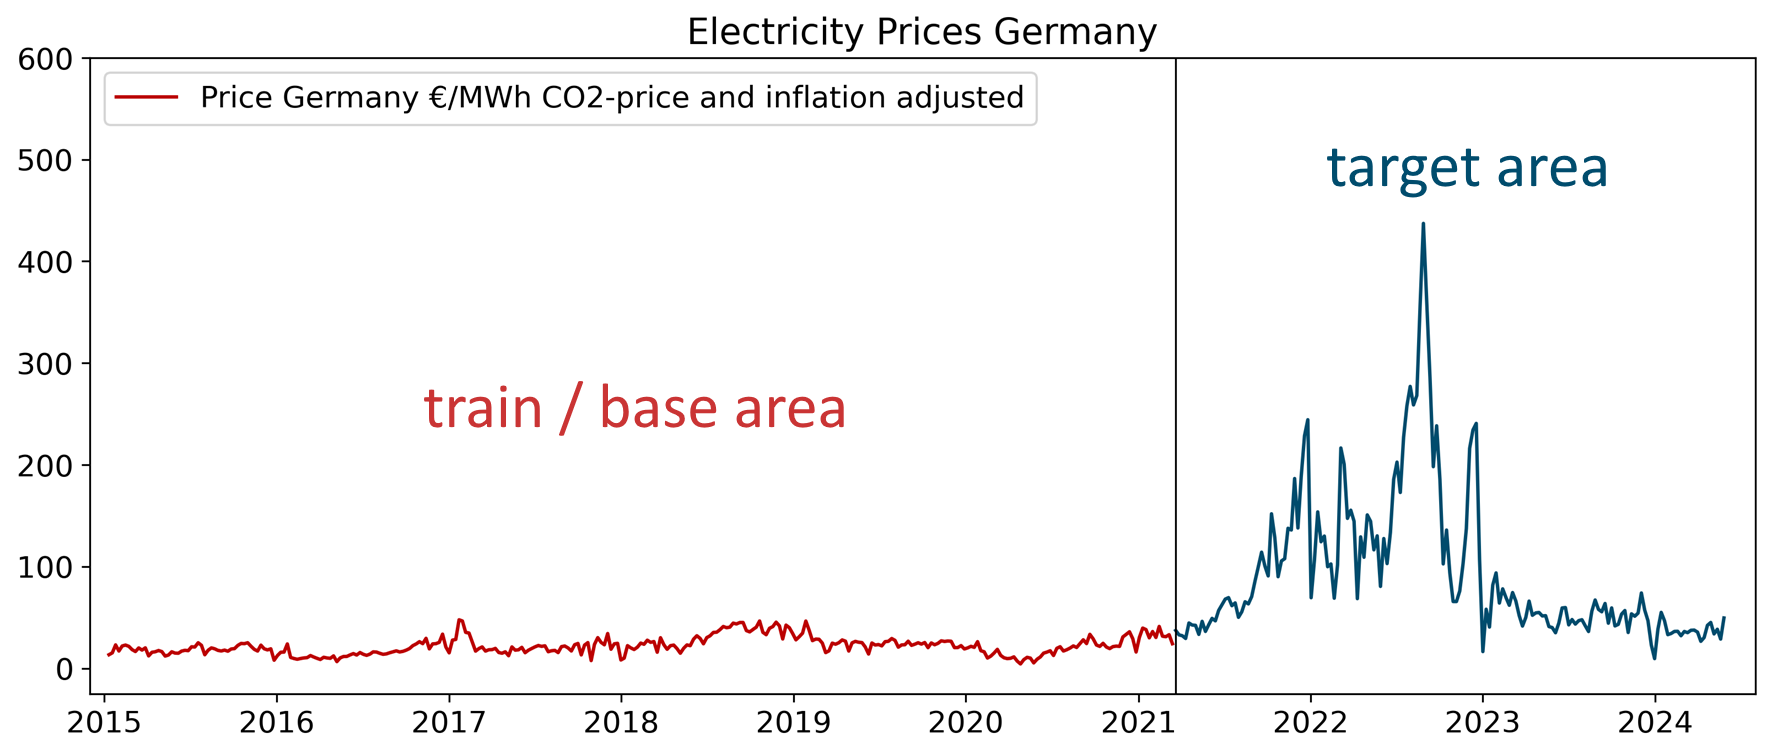 Electricity Prices Germany
600
Price Germany €/MWh CO2-price and inflation adjusted
500
target area
400
300
train / base area
200
100
0
2015 2016 2017 2018 2019 2020 2021 2022 2023 2024